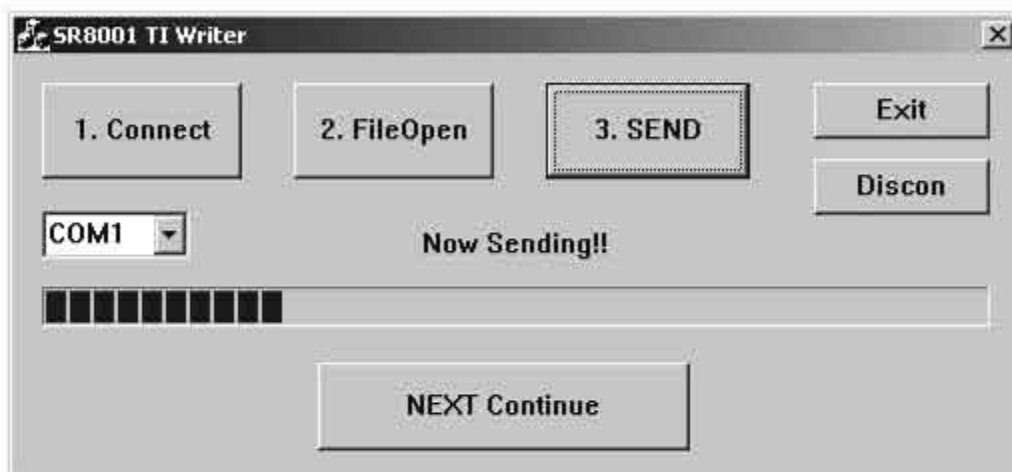 SR8001 TI Writer
1. Connect
2. FileOpen
3. SEND
Exit
Discon
COM1
Now Sending!!
NEXT Continue